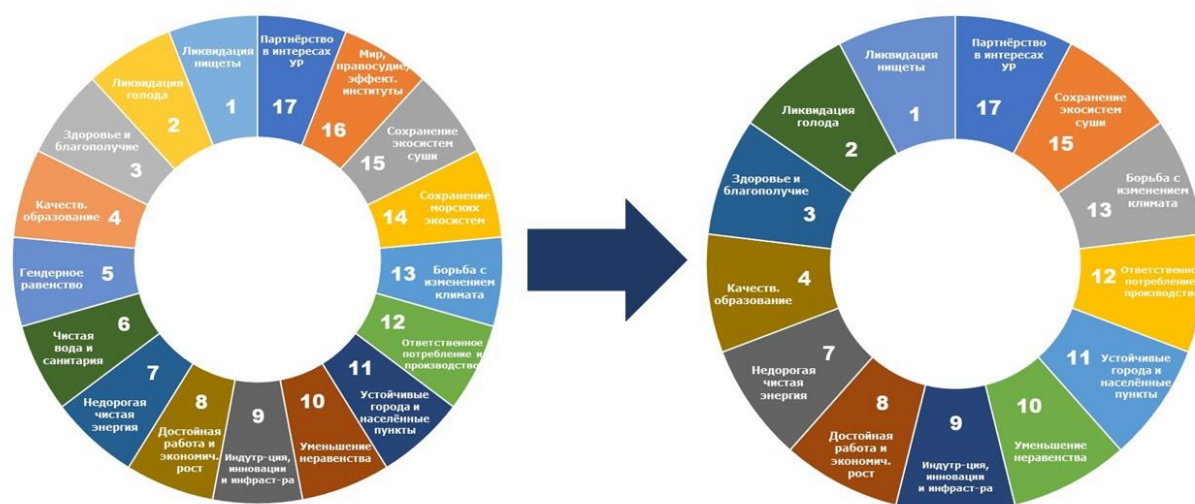 Ликвидация
нищеты
1
Ликвидация
голода
2
Здоровье и
благополучие
3
Качеств.
образование
4
Гендерное
равенство
5
6
Чистая
вода и
санитария
7
Недорогая
чистая
энергия
8
Достойная
работа и
экономич.
рост
9
Индутр-ция,
инновации
и инфраст-ра
10
Уменьшение
неравенства
11
Устойчивые
города и
населённые
пункты
12
Ответственное
потребление и
производство
13
Борьба с
изменением
климата
14
Сохранение
морских
экосистем
15
Сохранение
экосистем
суши
Мир,
правосудие,
эффект.
институты
16
Партнёрство
в интересах
УР
17
Ликвидация
нищеты
1
Ликвидация
голода
2
Здоровье и
благополучие
3
Качеств.
образование
4
7
Недорогая
чистая
энергия
8
Достойная
работа и
экономич.
рост
9
Индутр-ция,
инновации
и инфраст-ра
10
Уменьшение
неравенства
11
Устойчивые
города и
населённые
пункты
12
Ответственное
потребление и
производство
13
Борьба с
изменением
климата
Сохранение
экосистем
суши
15
Партнёрство
в интересах
УР
17